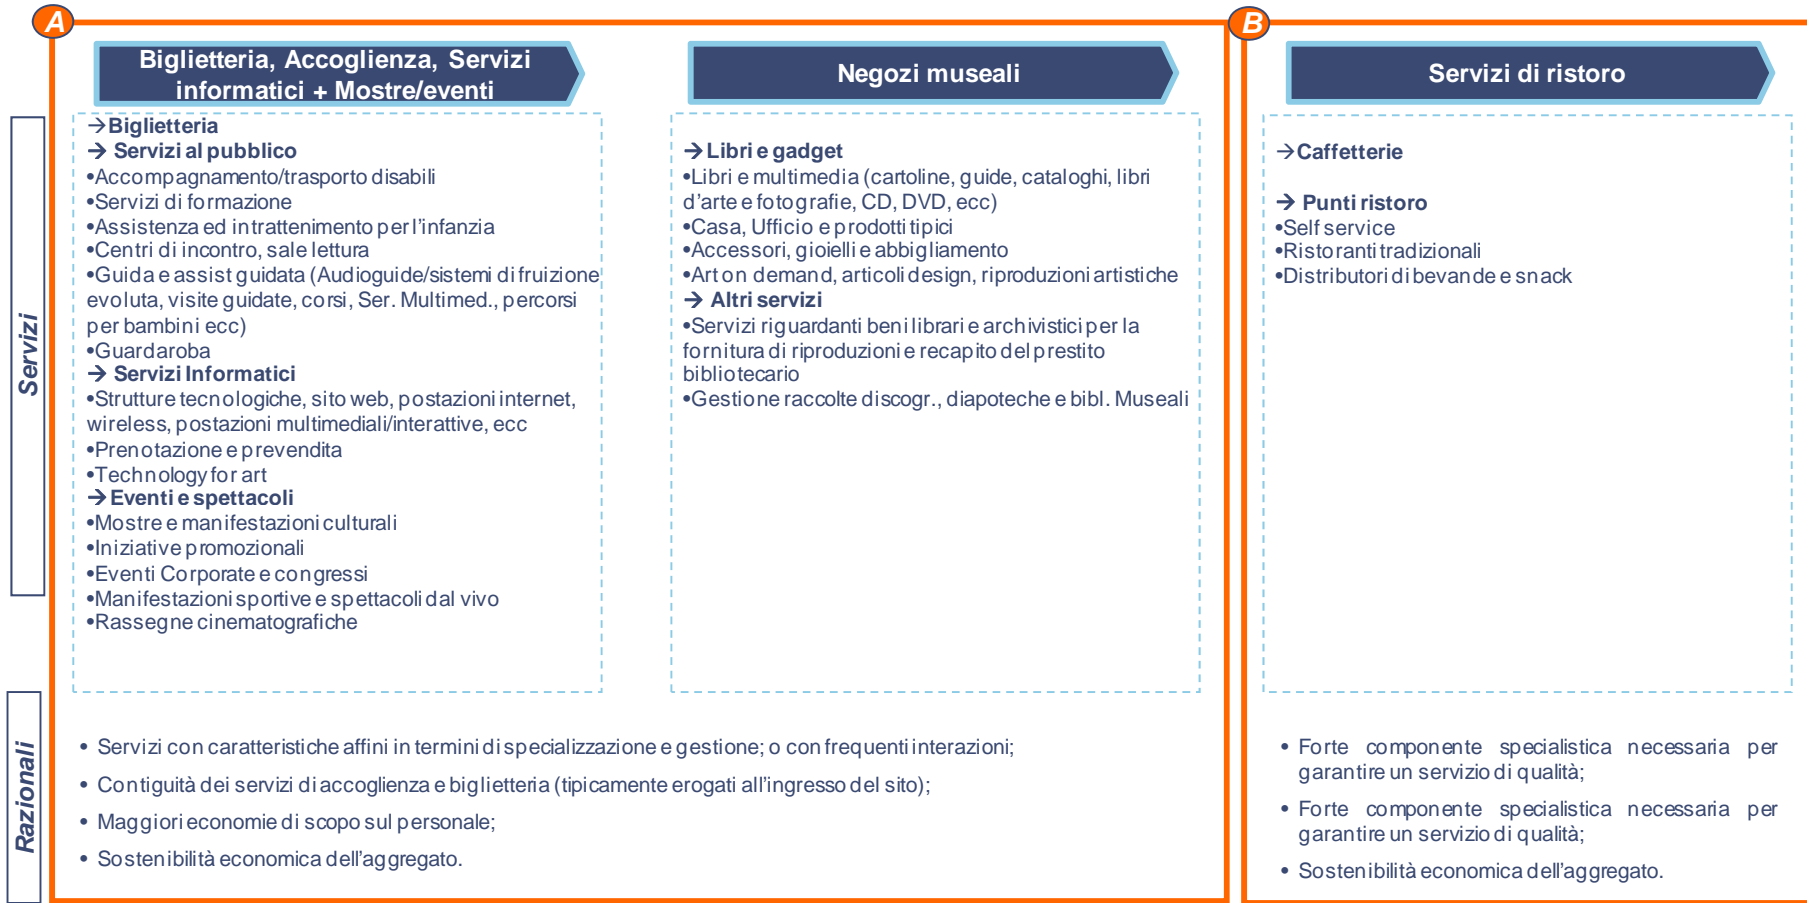 A
Biglietteria, Accoglienza, Servizi
informatici + Mostre/eventi
Negozi museali
B
Servizi di ristoro
Servizi
→Biglietteria
→ Servizi al pubblico
•Accompagnamento/trasporto disabili
•Servizi di formazione
•Assistenza ed intrattenimento per l'infanzia
•Centri di incontro, sale lettura
•Guida e assist guidata (Audioguide/sistemi di fruizione
evoluta, visite guidate, corsi, Ser. Multimed., percorsi
per bambini ecc)
•Guardaroba
→ Servizi Informatici
•Strutture tecnologiche, sito web, postazioni internet,
wireless, postazioni multimediali/interattive, ecc
•Prenotazione e prevendita
•Technology for art
→Eventi e spettacoli
•Mostre e manifestazioni culturali
•Iniziative promozionali
•Eventi Corporate e congressi
•Manifestazioni sportive e spettacoli dal vivo
•Rassegne cinematografiche
→Libri e gadget
•Libri e multimedia (cartoline, guide, cataloghi, libri
d'arte e fotografie, CD, DVD, ecc)
•Casa, Ufficio e prodotti tipici
•Accessori, gioielli e abbigliamento
•Art on demand, articoli design, riproduzioni artistiche
→ Altri servizi
•Servizi riguardanti beni librari e archivistici per la
fornitura di riproduzioni e recapito del prestito
bibliotecario
•Gestione raccolte discogr., diapoteche e bibl. Museali
→Caffetterie
→ Punti ristoro
•Self service
•Ristoranti tradizionali
•Distributori di bevande e snack
Razionali
• Servizi con caratteristiche affini in termini di specializzazione e gestione; o con frequenti interazioni;
• Contiguità dei servizi di accoglienza e biglietteria (tipicamente erogati all'ingresso del sito);
• Maggiori economie di scopo sul personale;
• Sostenibilità economica dell'aggregato.
• Forte componente specialistica necessaria per
garantire un servizio di qualità;
• Forte componente specialistica necessaria per
garantire un servizio di qualità;
• Sostenibilità economica dell'aggregato.